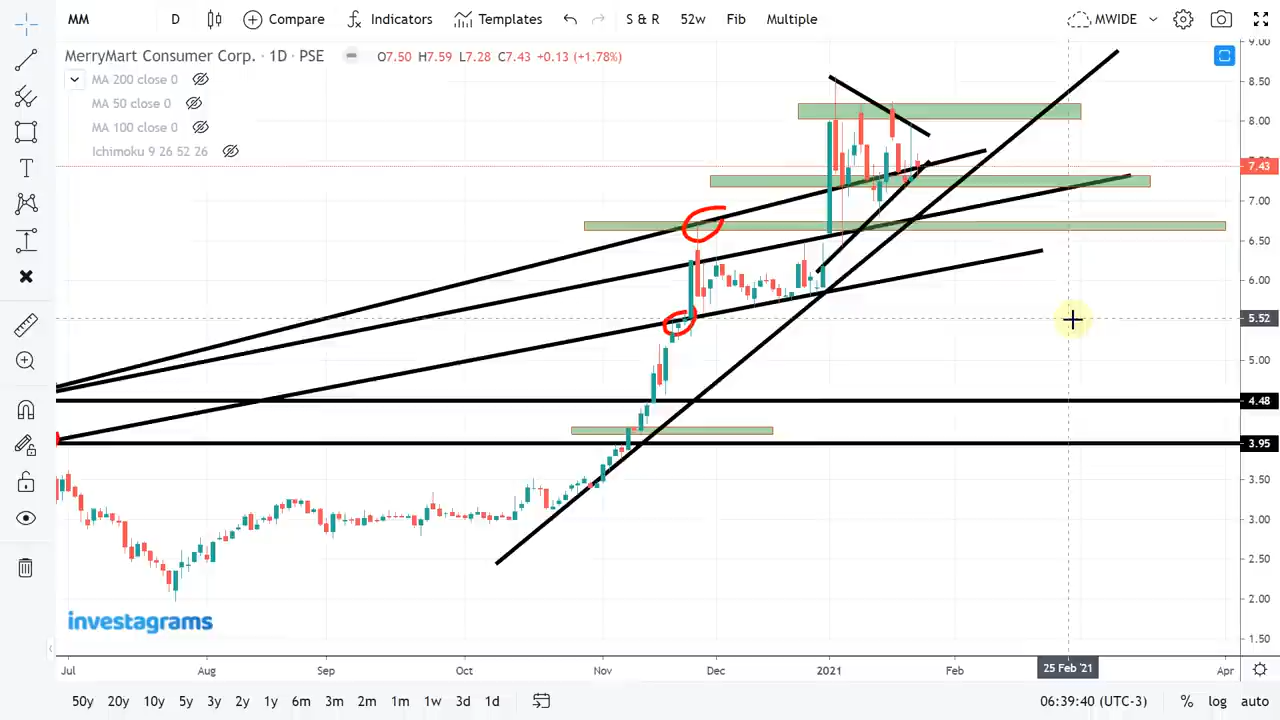 MM D Compare Indicators Templates S & R 52w Fib Multiple MWIDE
MerryMart Consumer Corp. · 1D · PSE O7.50 H7.59 L7.28 C7.43 +0.13 (+1.78%)
MA 200 close 0
MA 50 close 0
MA 100 close 0
Ichimoku 9 26 52 26
9.00
8.50
8.00
7.43
7.00
6.50
6.00
5.52
5.00
4.48
3.95
3.50
3.00
2.50
2.00
1.50
investagrams
Jul Aug Sep Oct Nov Dec 2021 Feb 25 Feb '21 Apr
50y 20y 10y 5y 3y 2y 1y 6m 3m 2m 1m 1w 3d 1d 06:39:40 (UTC-3) % log auto